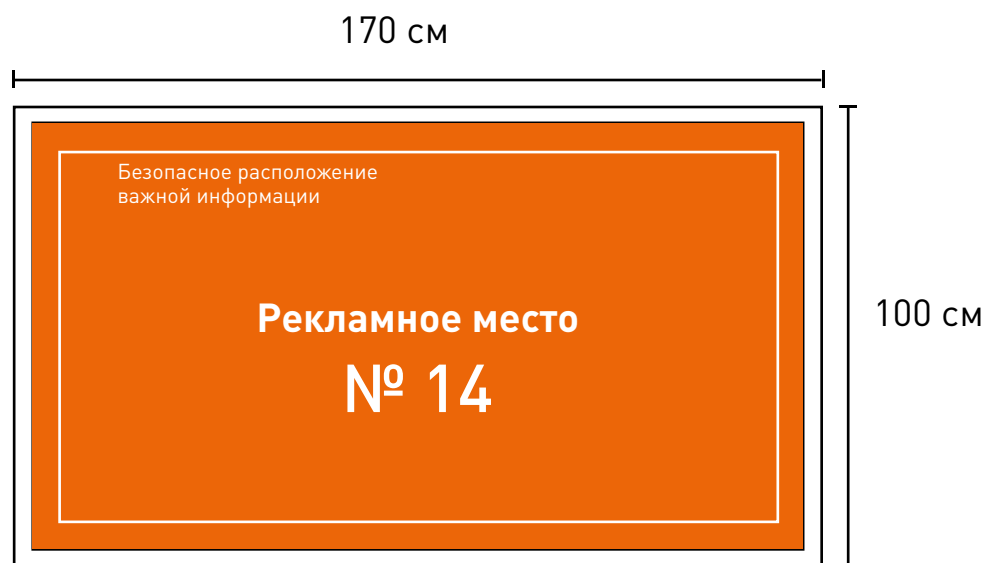 170 см
Безопасное расположение
важной информации
Рекламное место
№ 14
100 см